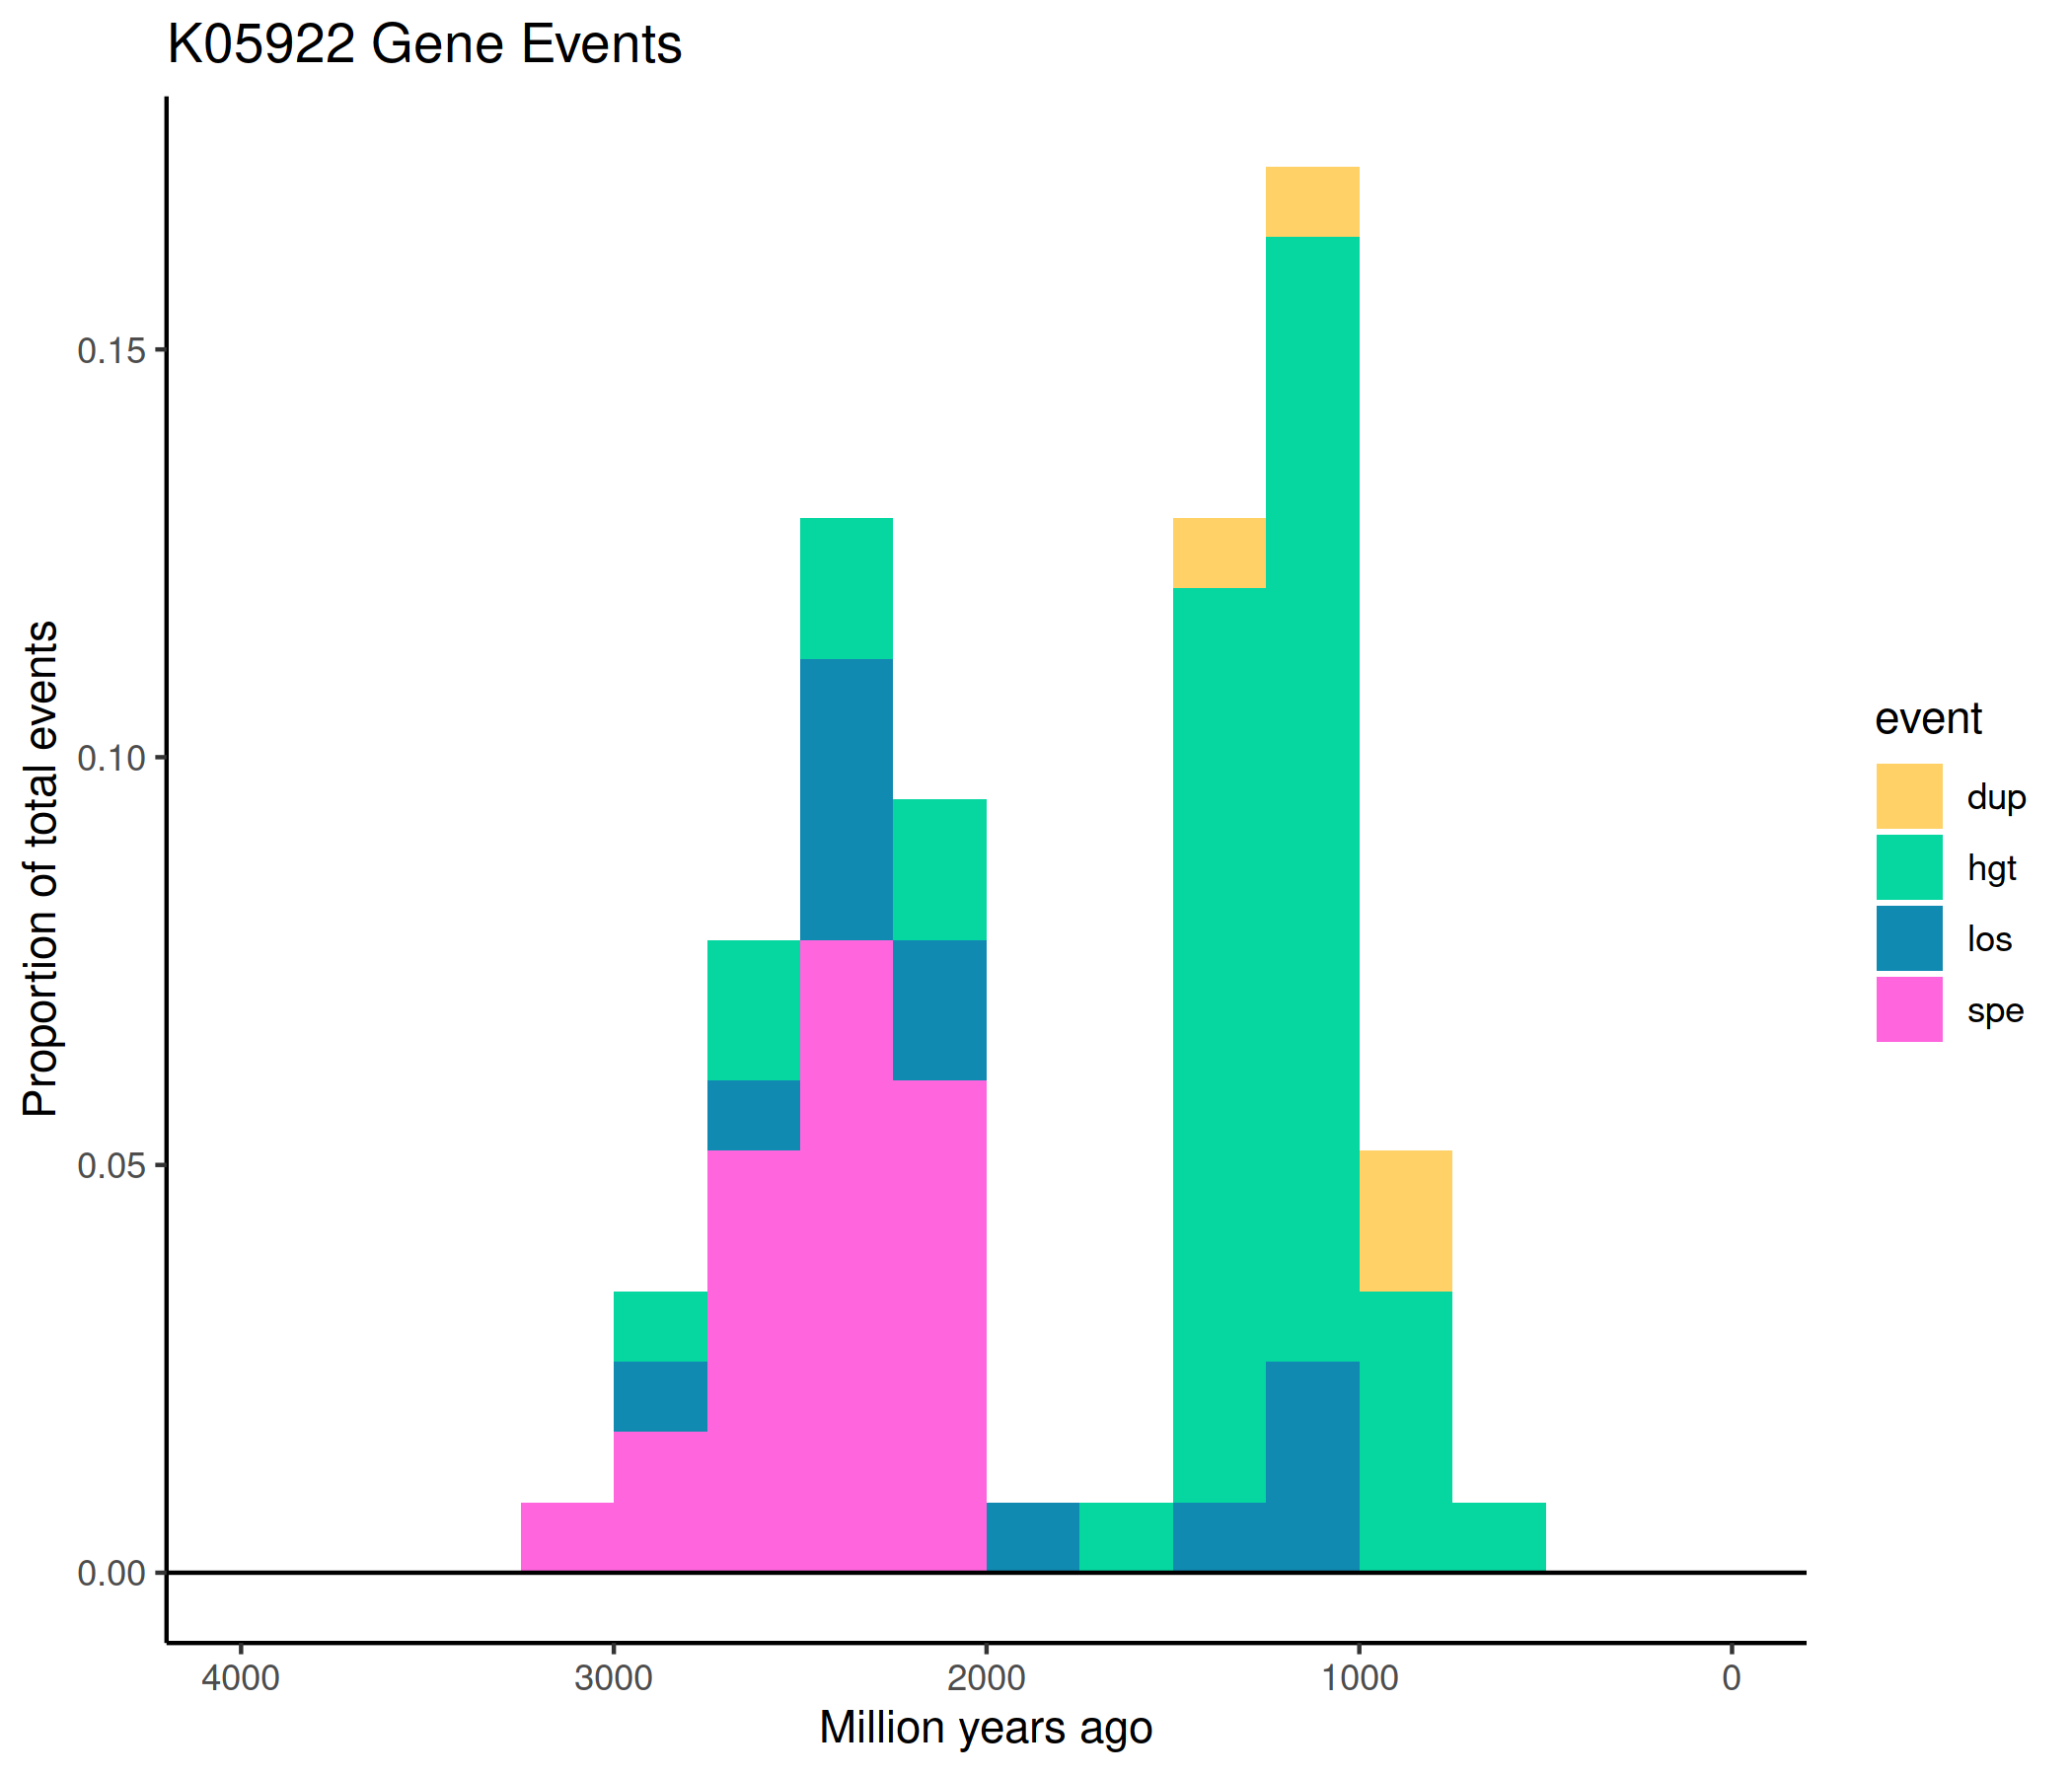 K05922 Gene Events
Proportion of total events
0.15
0.10
0.05
0.00
4000 3000 2000 1000 0
Million years ago
event
dup
hgt
los
spe